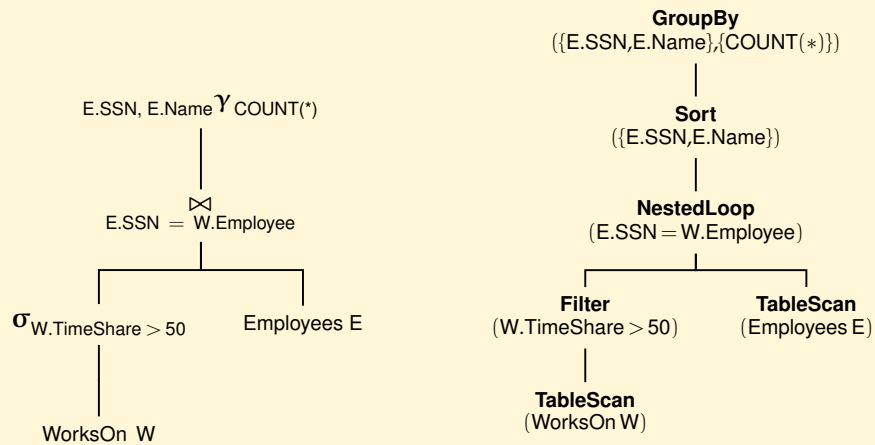 E.SSN, E.Name γ COUNT(*)
⋈
E.SSN = W.Employee
σ W.TimeShare > 50
Employees E
WorksOn W
GroupBy
({E.SSN,E.Name},{COUNT(∗)})
Sort
({E.SSN,E.Name})
NestedLoop
(E.SSN = W.Employee)
Filter
(W.TimeShare > 50)
TableScan
(Employees E)
TableScan
(WorksOn W)